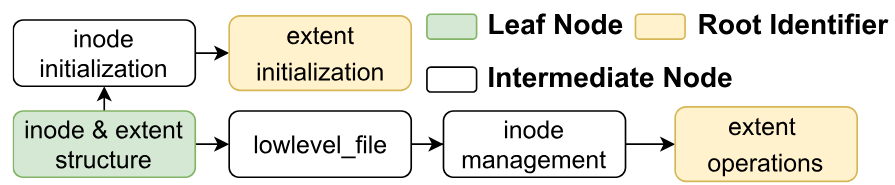 inode
initialization
extent
initialization
Leaf Node
Root Identifier
Intermediate Node
inode & extent
structure
lowlevel_file
inode
management
extent
operations